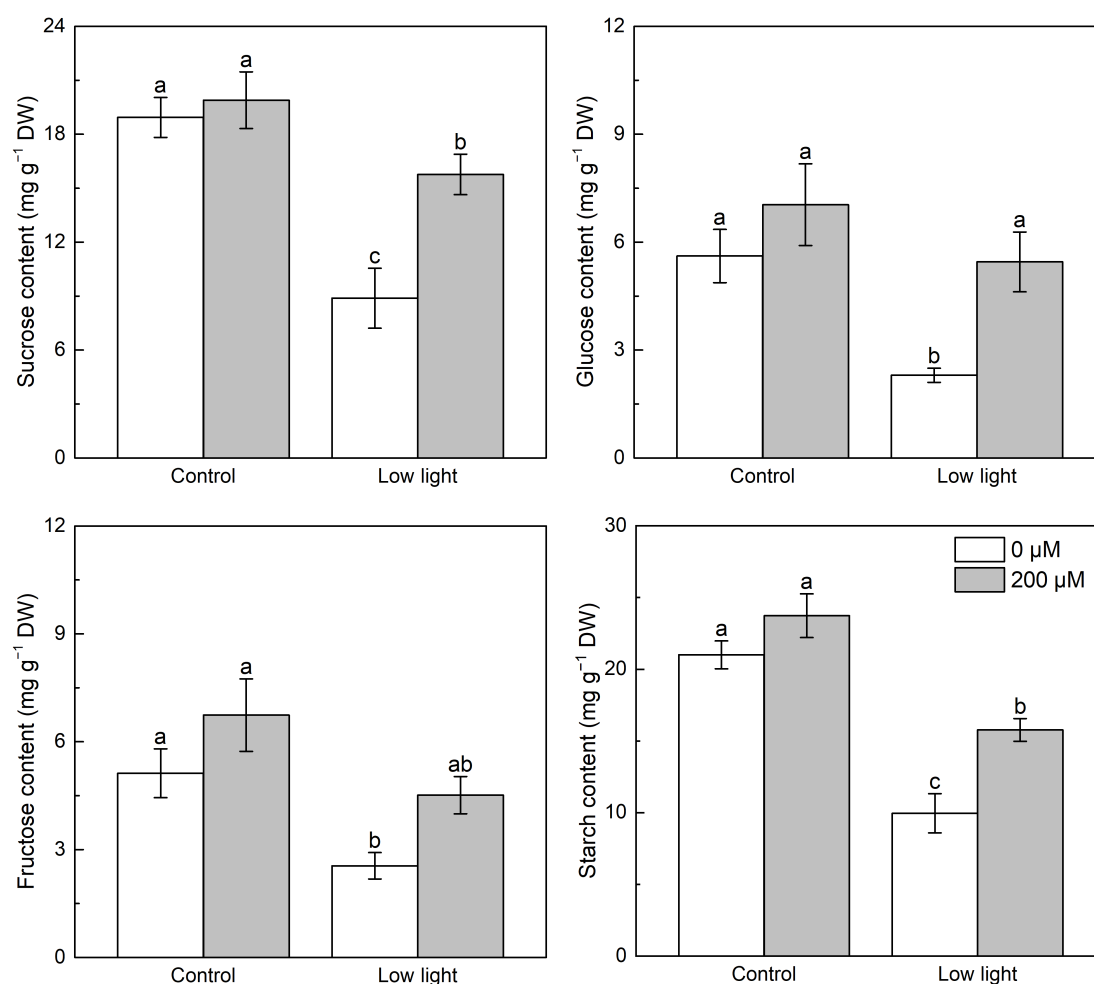 24
18
12
6
0
Sucrose content (mg g⁻¹ DW)
a
a
c
b
Control
Low light
12
9
6
3
0
Glucose content (mg g⁻¹ DW)
a
a
b
a
Control
Low light
12
9
6
3
0
Fructose content (mg g⁻¹ DW)
a
a
b
ab
Control
Low light
30
20
10
0
Starch content (mg g⁻¹ DW)
0 μM
200 μM
a
a
c
b
Control
Low light